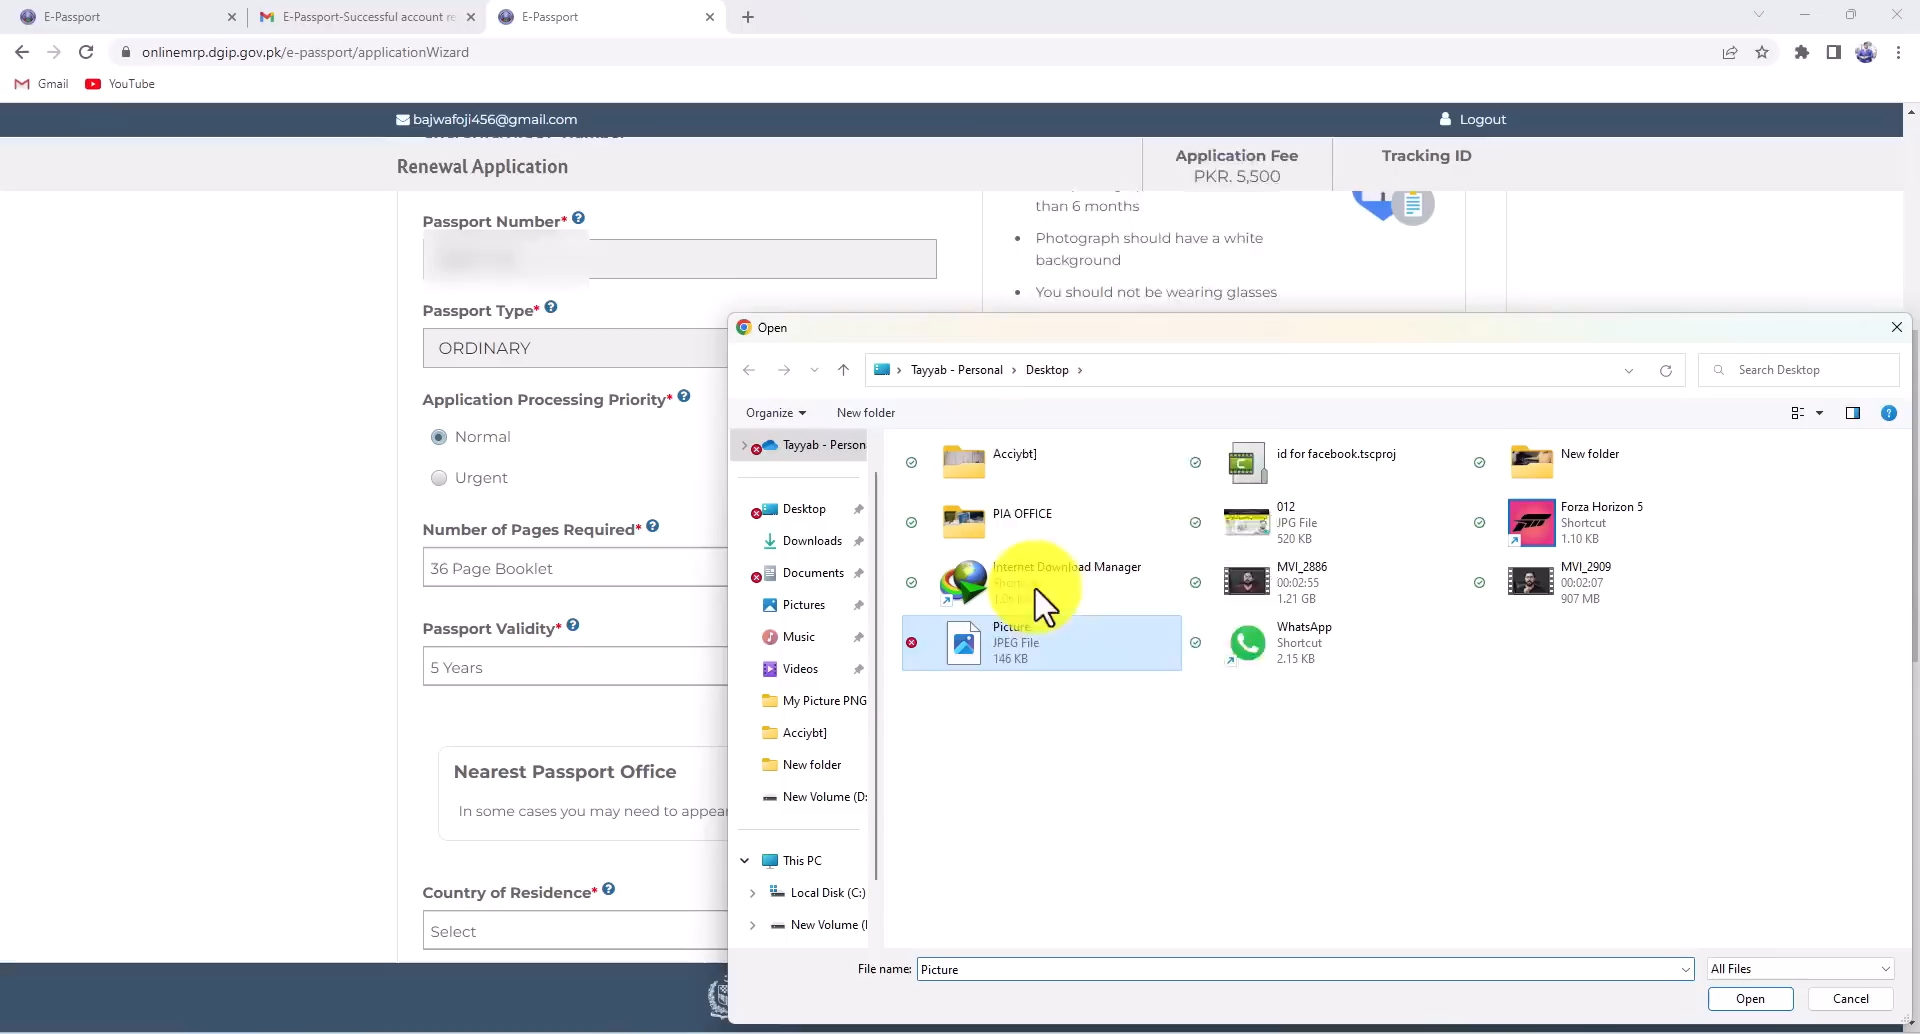 E-Passport
E-Passport-Successful account re
E-Passport
onlinemrp.dgip.gov.pk/e-passport/applicationWizard
Gmail
YouTube
bajwafoji456@gmail.com
Logout
Renewal Application
Application Fee
PKR. 5,500
Tracking ID
Passport Number*
Passport Type*
ORDINARY
Application Processing Priority*
Normal
Urgent
Number of Pages Required*
36 Page Booklet
Passport Validity*
5 Years
Nearest Passport Office
In some cases you may need to appear
Country of Residence*
Select
than 6 months
Photograph should have a white
background
You should not be wearing glasses
Open
Tayyab - Personal
Desktop
Search Desktop
Organize
New folder
Tayyab - Person
Desktop
Downloads
Documents
Pictures
Music
Videos
My Picture PNG
Acciybt]
New folder
New Volume (D:
This PC
Local Disk (C:)
New Volume (
Acciybt]
id for facebook.tscproj
New folder
PIA OFFICE
012
JPG File
520 KB
Forza Horizon 5
Shortcut
1.10 KB
Internet Download Manager
MVI_2886
00:02:55
1.21 GB
MVI_2909
00:02:07
907 MB
Picture
JPEG File
146 KB
WhatsApp
Shortcut
2.15 KB
File name:
Picture
All Files
Open
Cancel